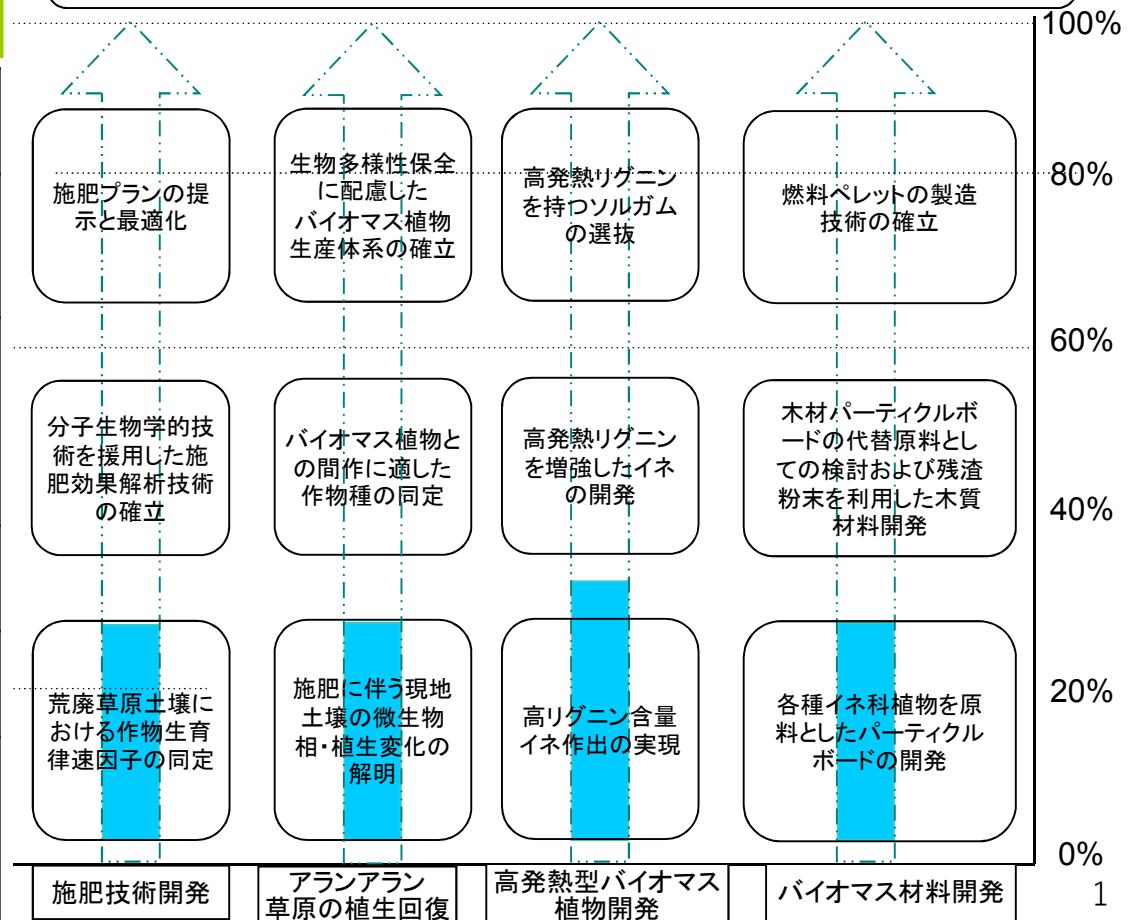 100%
施肥プランの提
示と最適化
生物多様性保全
に配慮した
バイオマス植物
生産体系の確立
高発熱リグニン
を持つソルガム
の選抜
燃料ペレットの製造
技術の確立
80%
60%
分子生物学的技
術を援用した施
肥効果解析技術
の確立
バイオマス植物と
の間作に適した
作物種の同定
高発熱リグニン
を増強したイネ
の開発
木材パーティクルボ
ードの代替原料とし
ての検討および残渣
粉末を利用した木質
材料開発
40%
荒廃草原土壌に
おける作物生育
律速因子の同定
施肥に伴う現地
土壌の微生物
相・植生変化の
解明
高リグニン含量
イネ作出の実現
各種イネ科植物を原
料としたパーティクル
ボードの開発
20%
0%
施肥技術開発
アランアラン
草原の植生回復
高発熱型バイオマス
植物開発
バイオマス材料開発
1